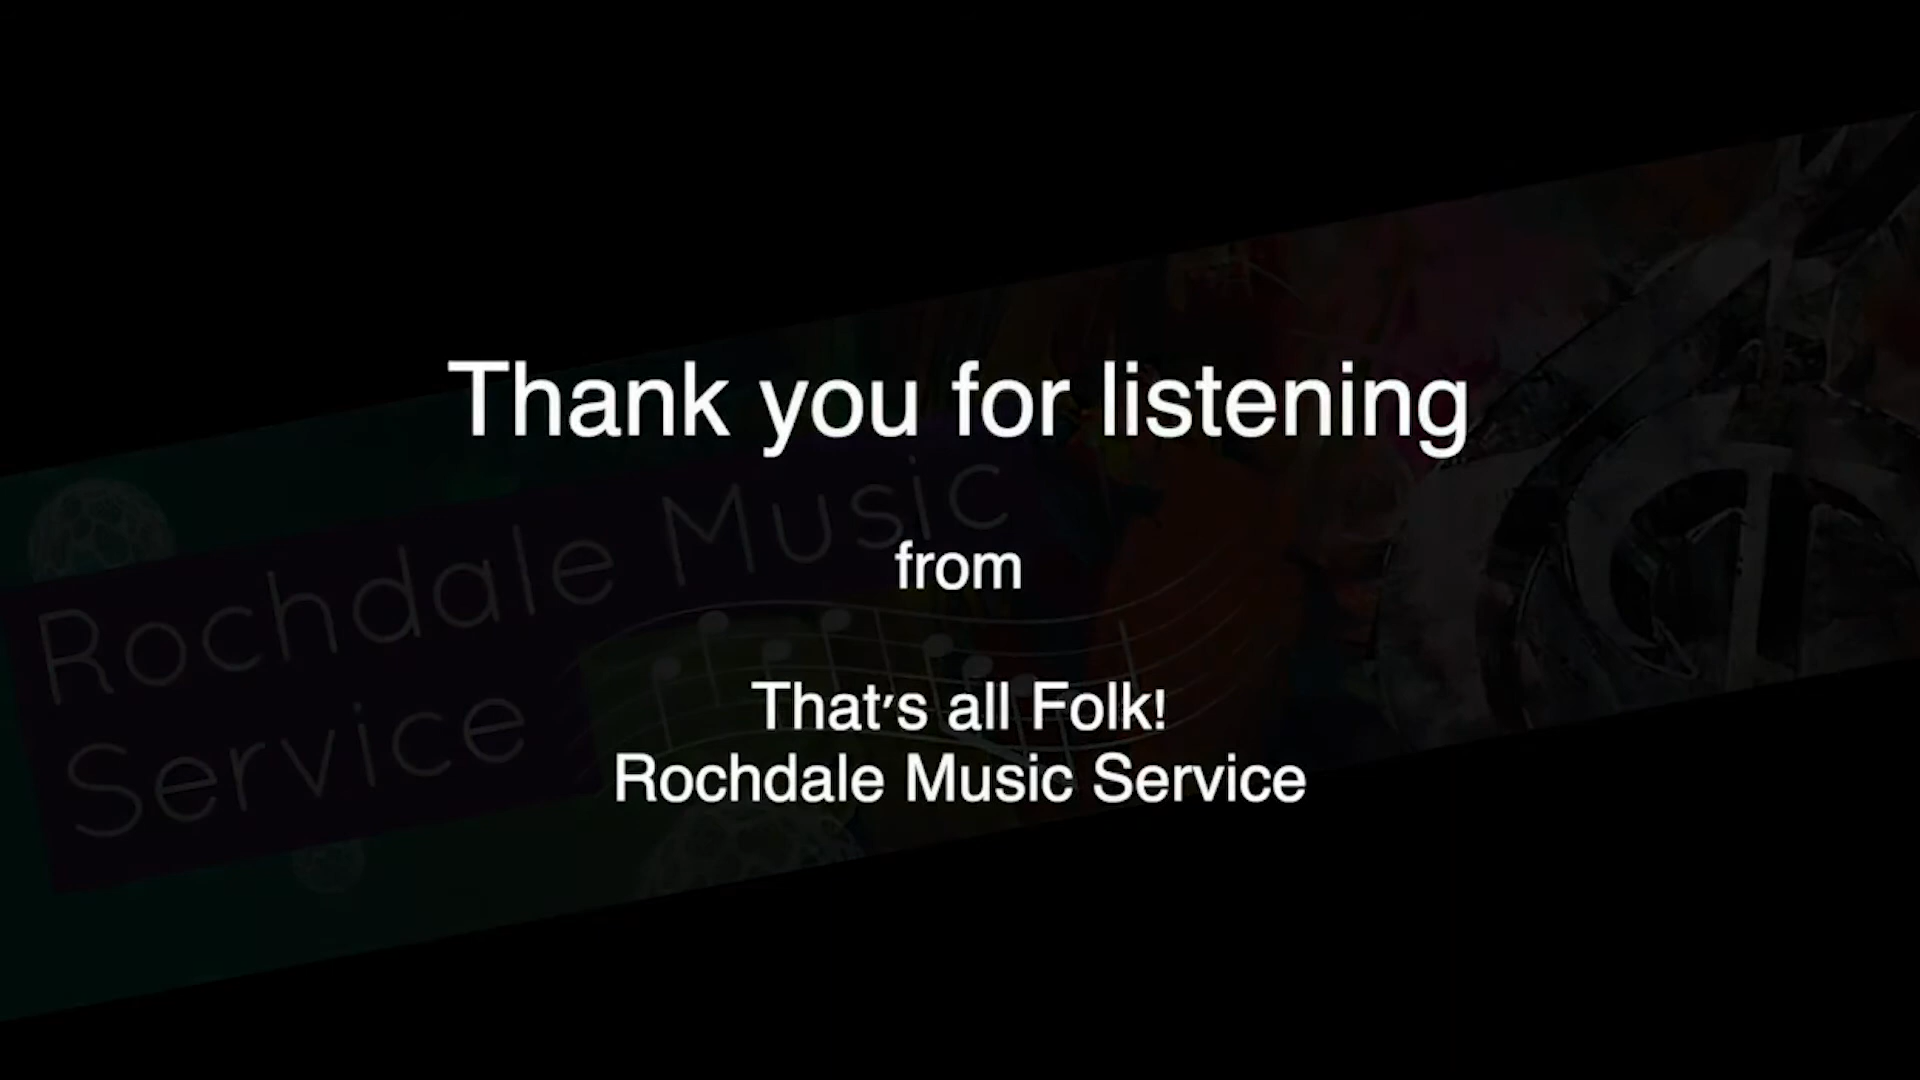 Thank you for listening
from
That's all Folk!
Rochdale Music Service
Rochdale Music
Service